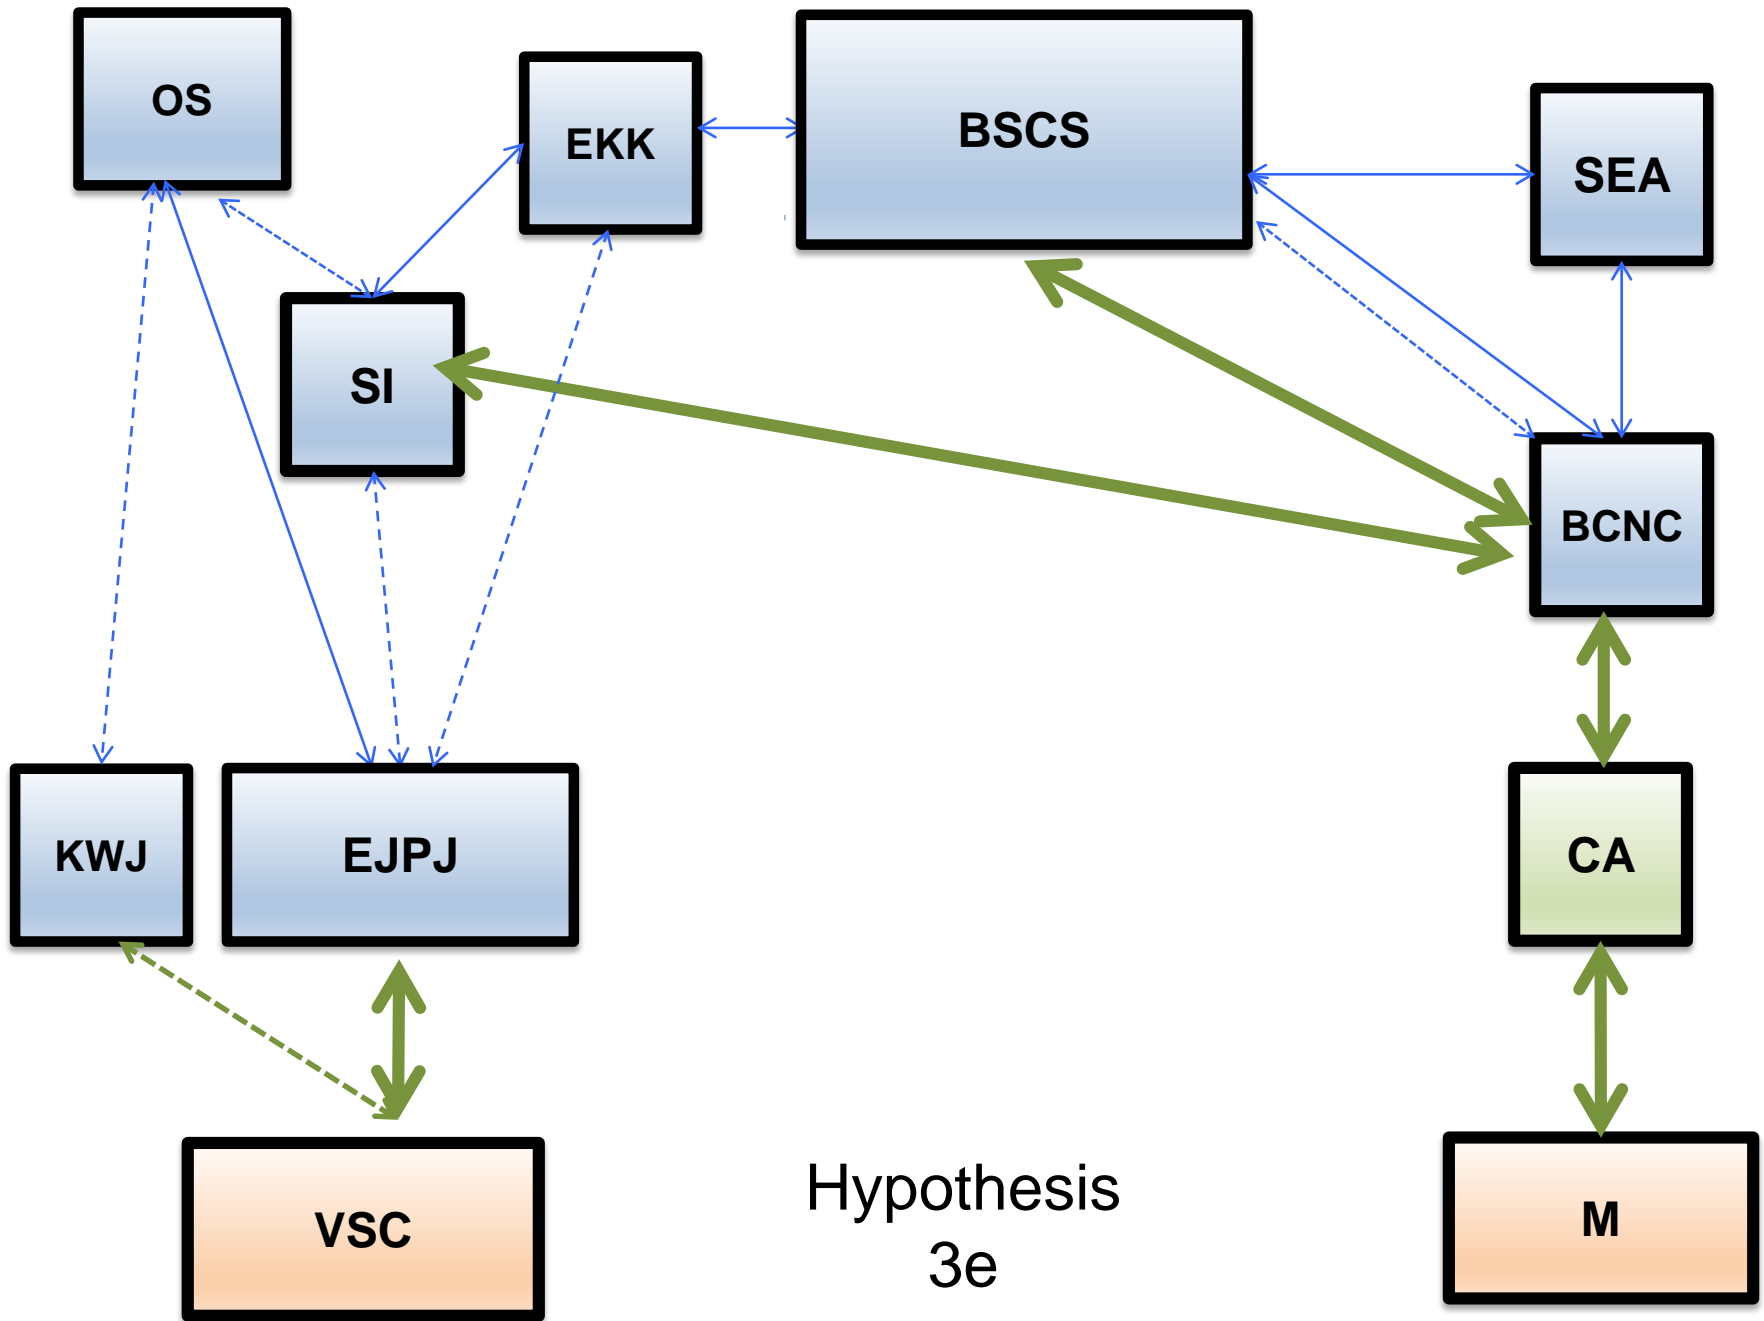 OS
EKK
BSCS
SEA
SI
BCNC
KWJ
EJPJ
CA
VSC
Hypothesis
3e
M